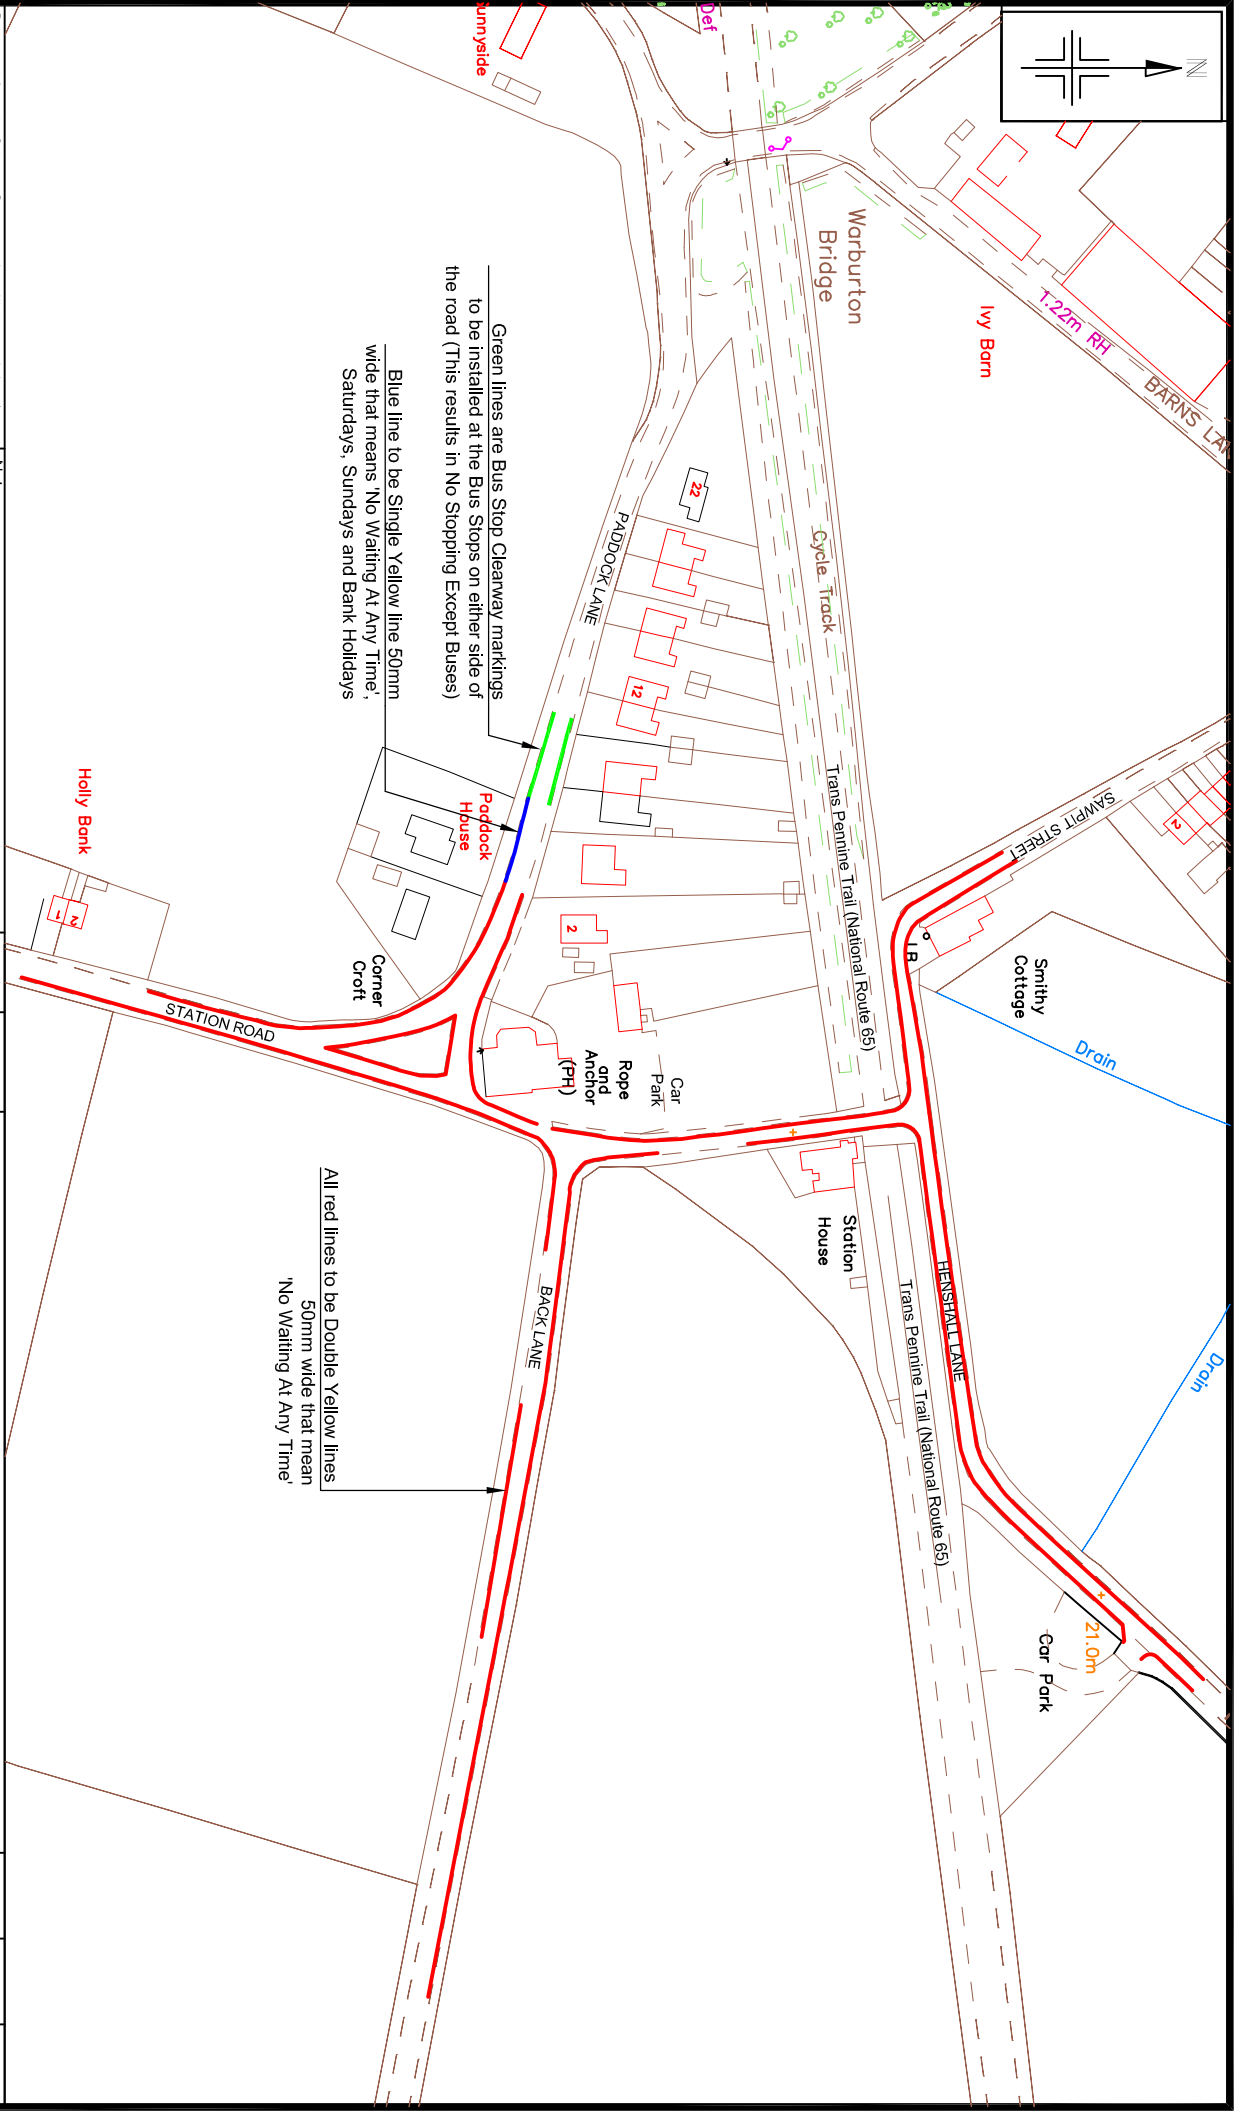 N
unnyside
Def
Warburton
Bridge
Ivy Barn
1.22m RH
BARNS LA
Green lines are Bus Stop Clearway markings
to be installed at the Bus Stops on either side of
the road (This results in No Stopping Except Buses)
Blue line to be Single Yellow line 50mm
wide that means 'No Waiting At Any Time',
Saturdays, Sundays and Bank Holidays
22
PADDOCK LANE
Cycle Track
12
Trans Pennine Trail (National Route 65)
SAWPIT STREET
2
Paddock
House
Holly Bank
1
2
2
Corner
Croft
STATION ROAD
LB
Smithy
Cottage
Drain
Rope
and
Anchor
(PH)
Car
Park
Station
House
All red lines to be Double Yellow lines
50mm wide that mean
'No Waiting At Any Time'
BACK LANE
HENSHALL LANE
Trans Pennine Trail (National Route 65)
Drain
21.0m
Car Park